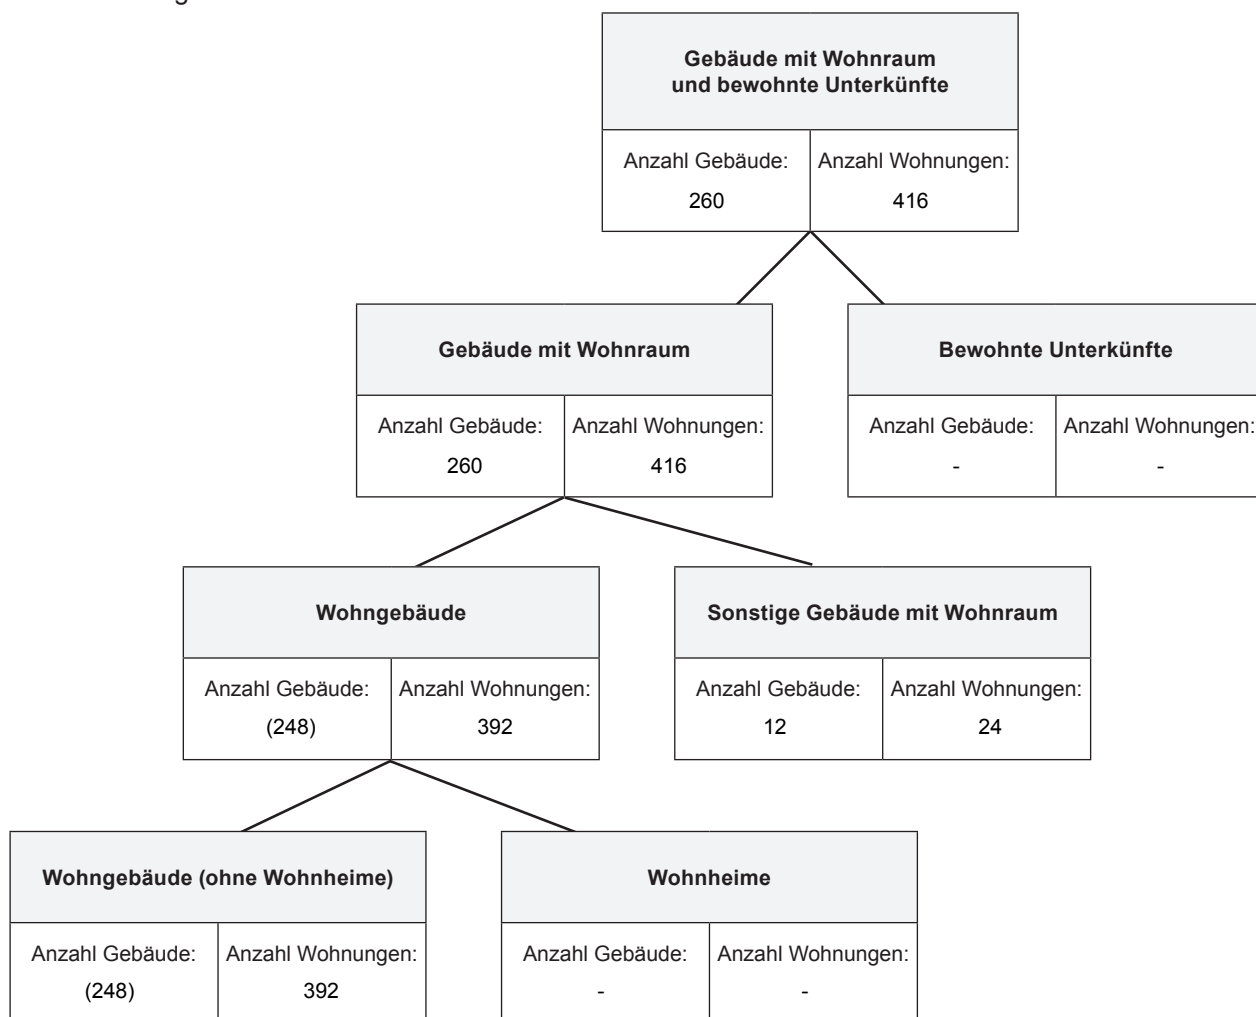 Gebäude mit Wohnraum
und bewohnte Unterkünfte
Anzahl Gebäude: Anzahl Wohnungen:
260 416
Gebäude mit Wohnraum
Anzahl Gebäude: Anzahl Wohnungen:
260 416
Bewohnte Unterkünfte
Anzahl Gebäude: Anzahl Wohnungen:
- -
Wohngebäude
Anzahl Gebäude: Anzahl Wohnungen:
(248) 392
Sonstige Gebäude mit Wohnraum
Anzahl Gebäude: Anzahl Wohnungen:
12 24
Wohngebäude (ohne Wohnheime)
Anzahl Gebäude: Anzahl Wohnungen:
(248) 392
Wohnheime
Anzahl Gebäude: Anzahl Wohnungen:
- -